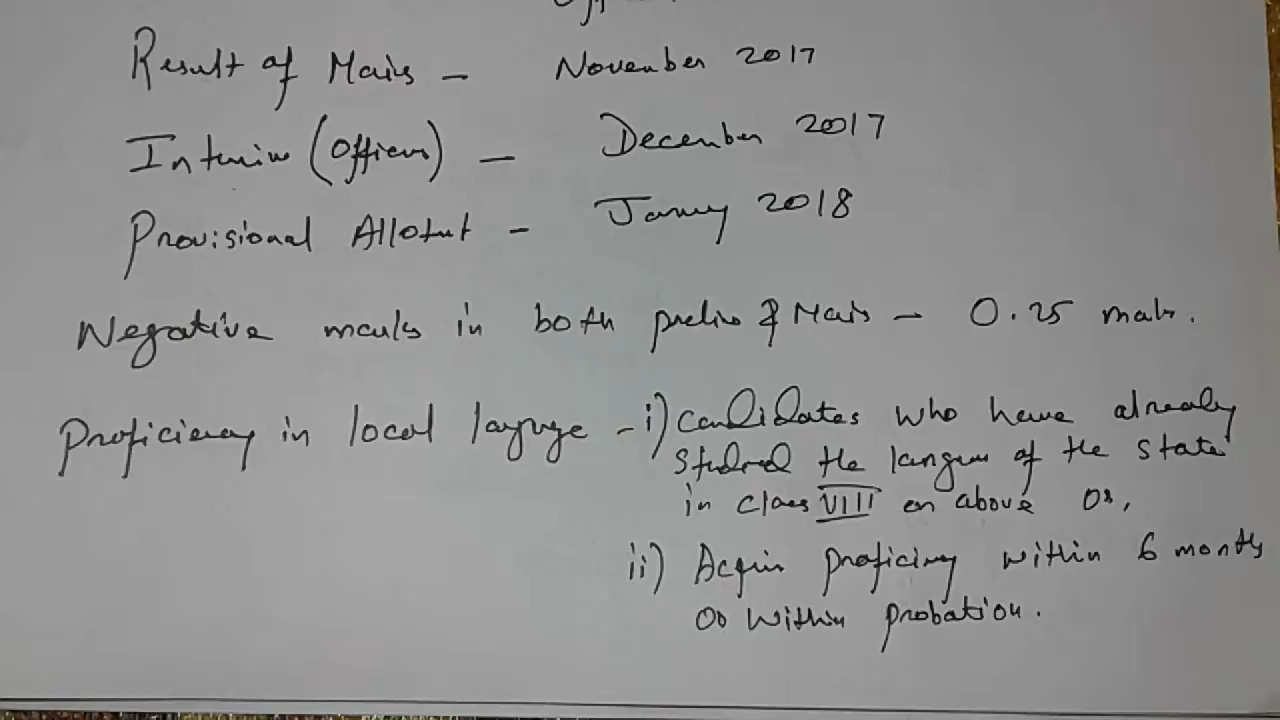 Result of Mains - November 2017
Interview (Officers) - December 2017
Provisional Allotment - January 2018
Negative marks in both prelims & Mains - 0.25 marks.
Proficiency in local language - i) Candidates who have already
studied the language of the state
in class VIII or above or,
ii) Acquire proficiency within 6 months
or within probation.